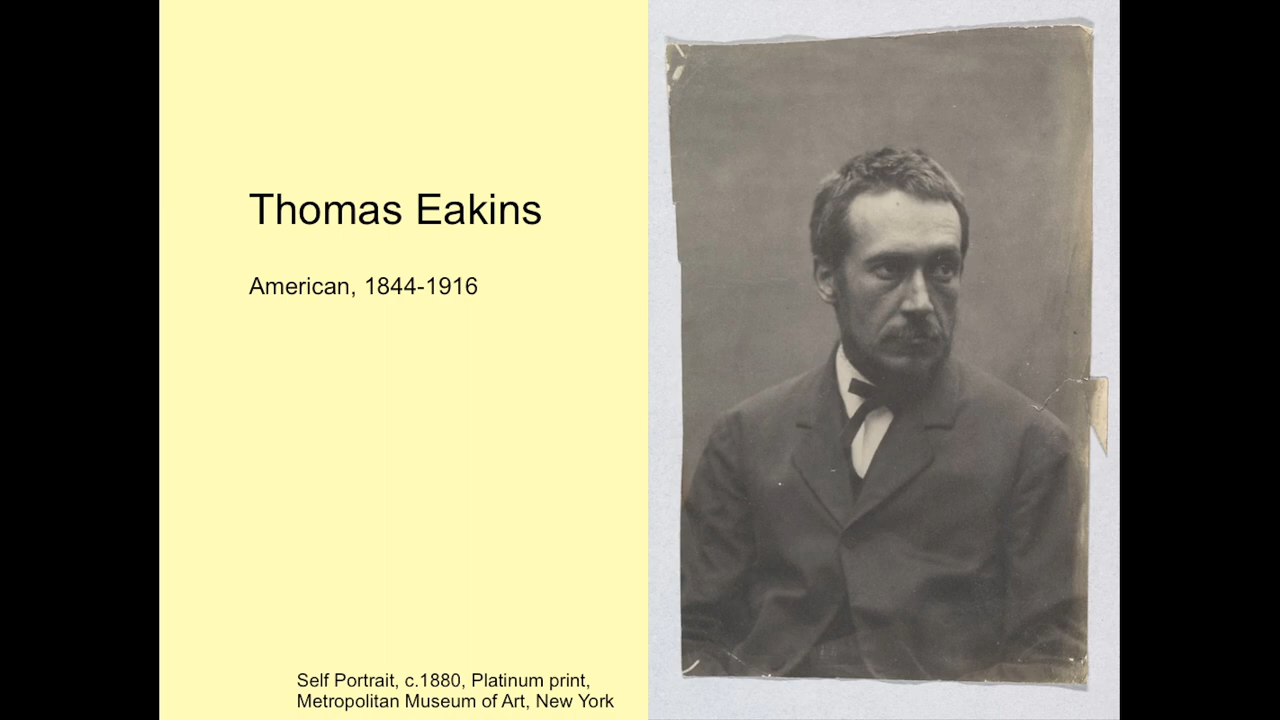 Thomas Eakins
American, 1844-1916
Self Portrait, c.1880, Platinum print,
Metropolitan Museum of Art, New York